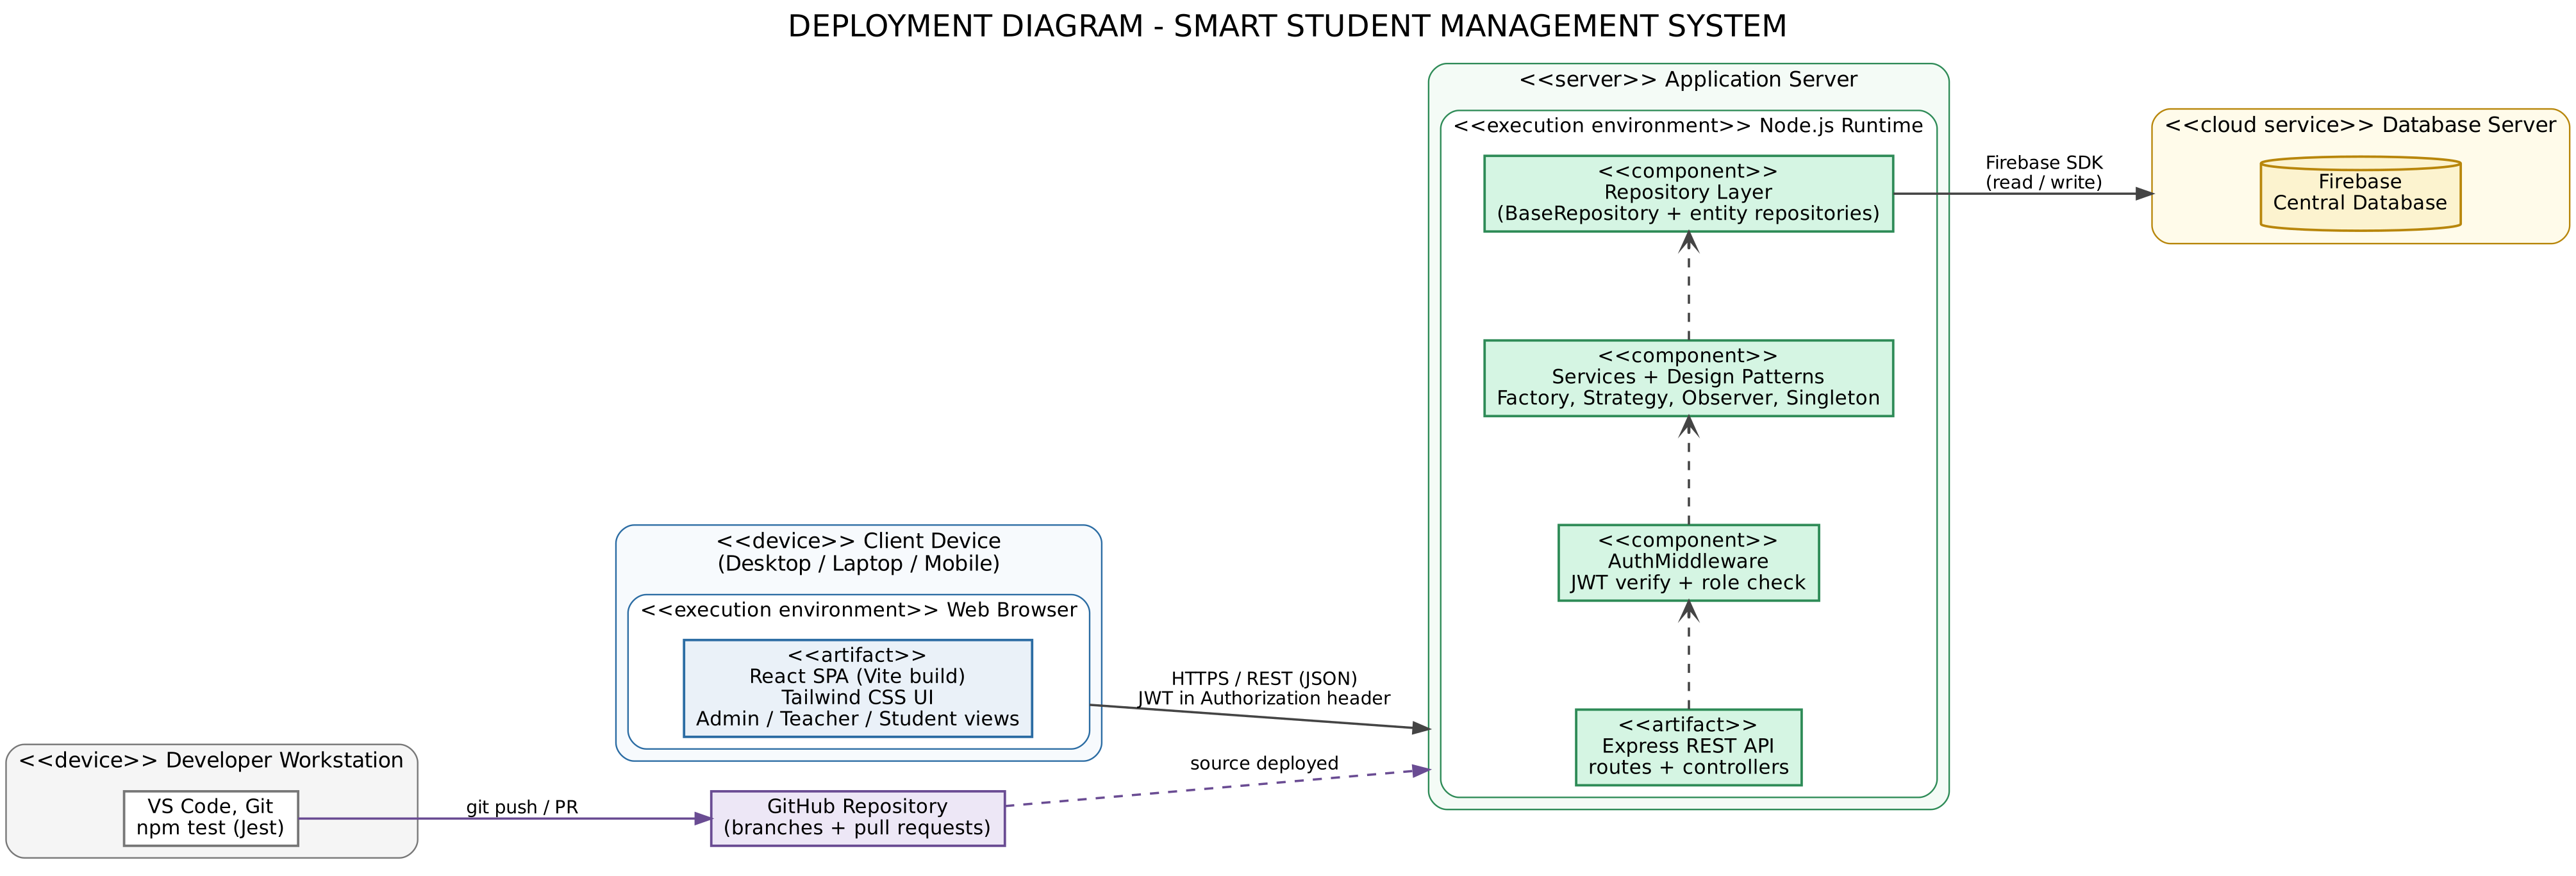 DEPLOYMENT DIAGRAM - SMART STUDENT MANAGEMENT SYSTEM
<<server>> Application Server
<<execution environment>> Node.js Runtime
<<component>>
Repository Layer
(BaseRepository + entity repositories)
Firebase SDK
(read / write)
<<cloud service>> Database Server
Firebase
Central Database
<<component>>
Services + Design Patterns
Factory, Strategy, Observer, Singleton
<<component>>
AuthMiddleware
JWT verify + role check
<<artifact>>
Express REST API
routes + controllers
<<device>> Client Device
(Desktop / Laptop / Mobile)
<<execution environment>> Web Browser
<<artifact>>
React SPA (Vite build)
Tailwind CSS UI
Admin / Teacher / Student views
HTTPS / REST (JSON)
JWT in Authorization header
<<device>> Developer Workstation
VS Code, Git
npm test (Jest)
git push / PR
GitHub Repository
(branches + pull requests)
source deployed